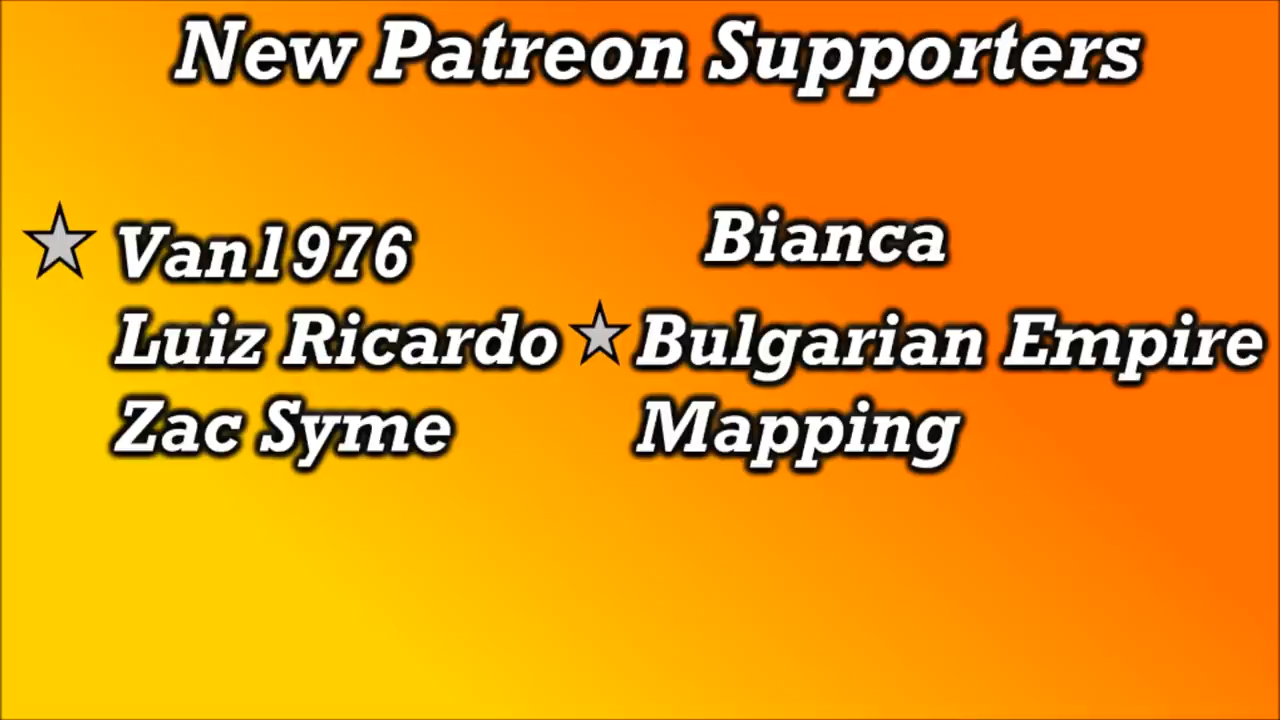 New Patreon Supporters
Van1976
Luiz Ricardo
Zac Syme
Bianca
Bulgarian Empire
Mapping